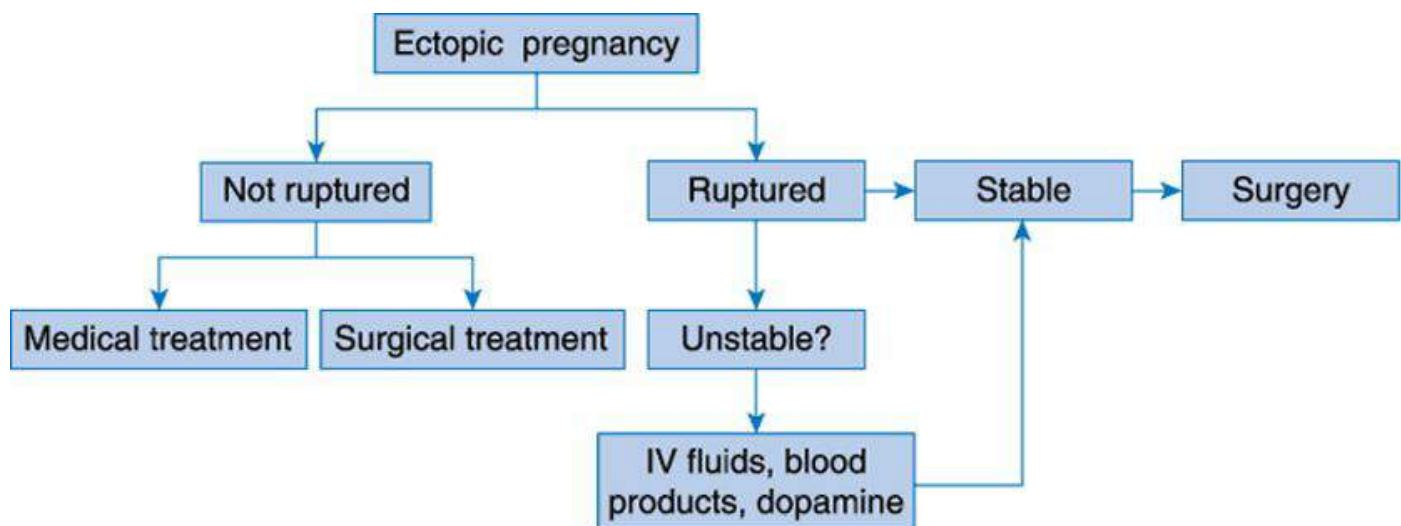 Ectopic pregnancy
Not ruptured
Ruptured
Stable
Surgery
Medical treatment
Surgical treatment
Unstable?
IV fluids, blood
products, dopamine